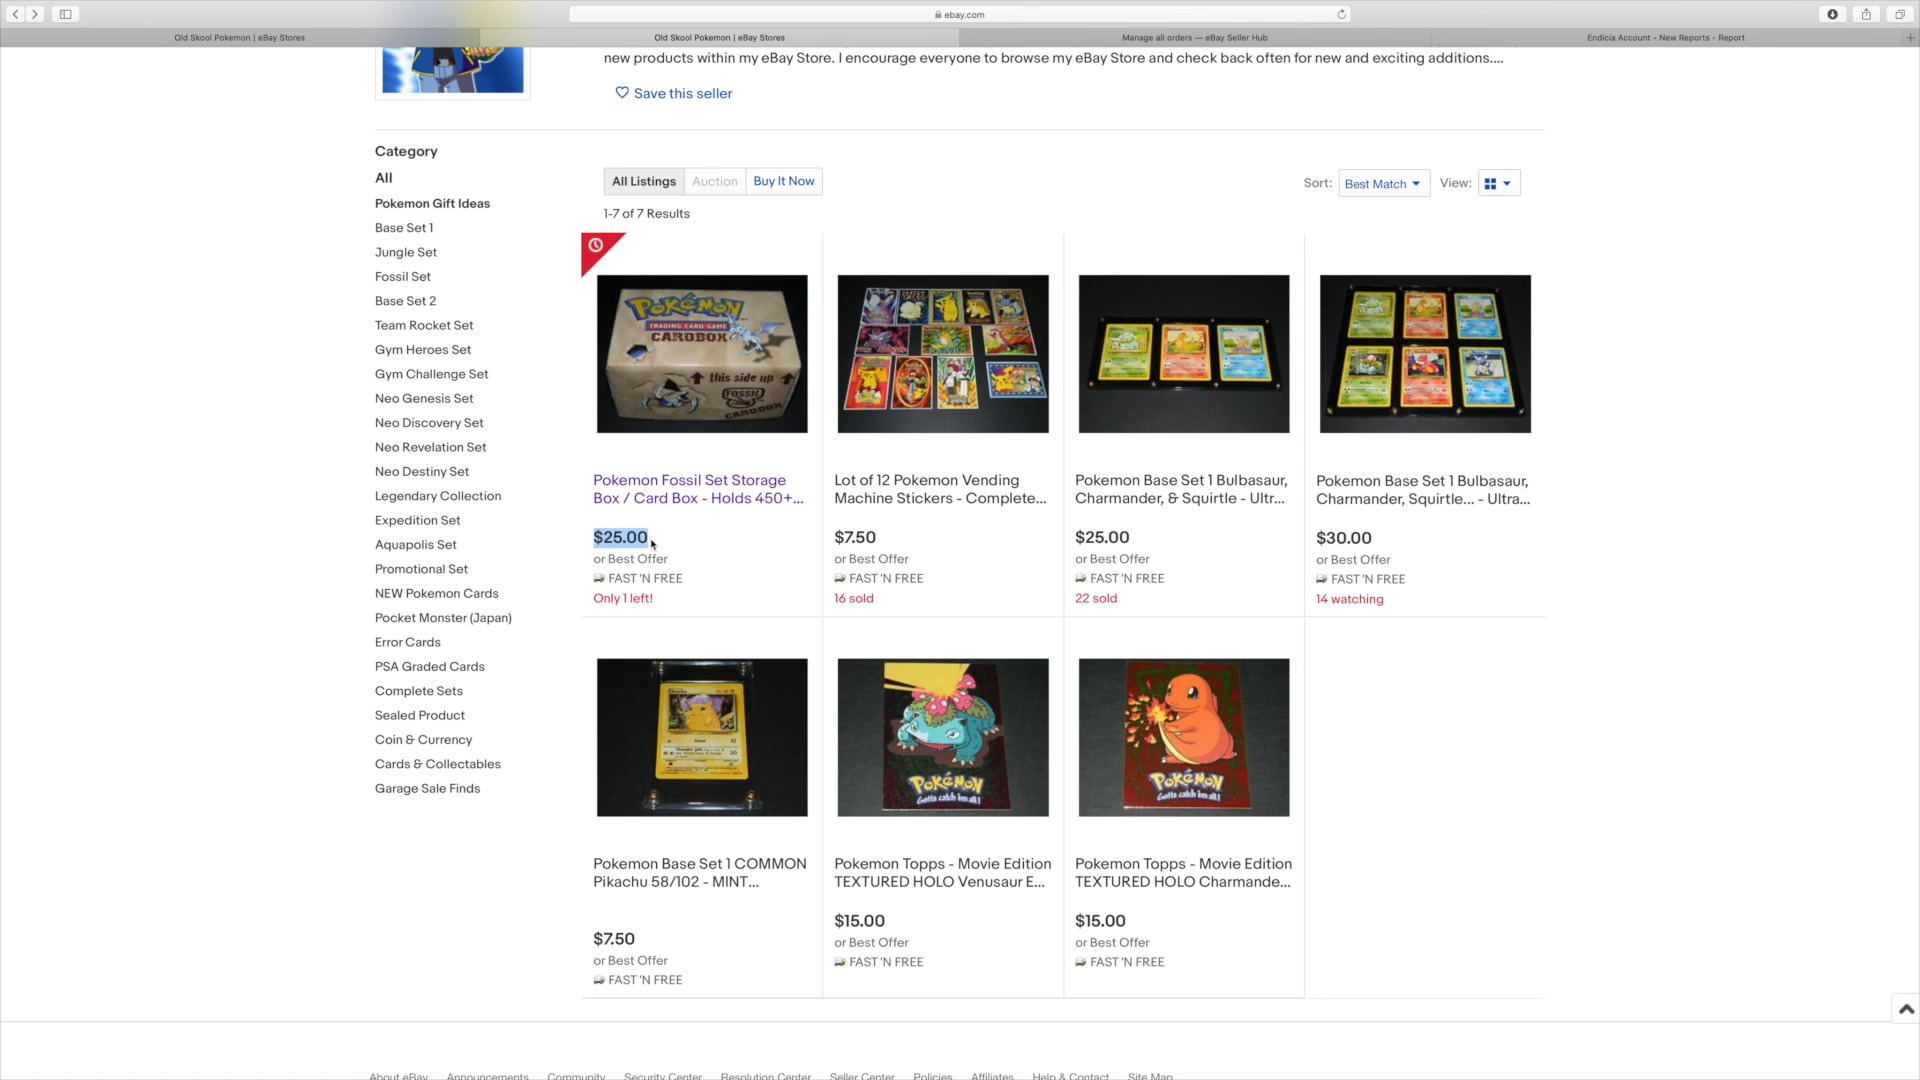 ebay.com
Old Skool Pokemon | eBay Stores
Old Skool Pokemon | eBay Stores
Manage all orders — eBay Seller Hub
Endicia Account - New Reports - Report
new products within my eBay Store. I encourage everyone to browse my eBay Store and check back often for new and exciting additions....
Save this seller
Category
All
Pokemon Gift Ideas
Base Set 1
Jungle Set
Fossil Set
Base Set 2
Team Rocket Set
Gym Heroes Set
Gym Challenge Set
Neo Genesis Set
Neo Discovery Set
Neo Revelation Set
Neo Destiny Set
Legendary Collection
Expedition Set
Aquapolis Set
Promotional Set
NEW Pokemon Cards
Pocket Monster (Japan)
Error Cards
PSA Graded Cards
Complete Sets
Sealed Product
Coin & Currency
Cards & Collectables
Garage Sale Finds
All Listings
Auction
Buy It Now
Sort: Best Match
View:
1-7 of 7 Results
POKéMON
TRADING CARD GAME
CARDBOX
this side up
FOSSIL
CARDBOX
Pokemon Fossil Set Storage
Box / Card Box - Holds 450+...
$25.00
or Best Offer
FAST 'N FREE
Only 1 left!
Lot of 12 Pokemon Vending
Machine Stickers - Complete...
$7.50
or Best Offer
FAST 'N FREE
16 sold
Pokemon Base Set 1 Bulbasaur,
Charmander, & Squirtle - Ultr...
$25.00
or Best Offer
FAST 'N FREE
22 sold
Pokemon Base Set 1 Bulbasaur,
Charmander, Squirtle... - Ultra...
$30.00
or Best Offer
FAST 'N FREE
14 watching
Pikachu
Pokemon Base Set 1 COMMON
Pikachu 58/102 - MINT...
$7.50
or Best Offer
FAST 'N FREE
POKéMON
Gotta catch 'em all!
Pokemon Topps - Movie Edition
TEXTURED HOLO Venusaur E...
$15.00
or Best Offer
FAST 'N FREE
POKéMON
Gotta catch 'em all!
Pokemon Topps - Movie Edition
TEXTURED HOLO Charmande...
$15.00
or Best Offer
FAST 'N FREE
About eBay
Announcements
Community
Security Center
Resolution Center
Seller Center
Policies
Affiliates
Help & Contact
Site Map